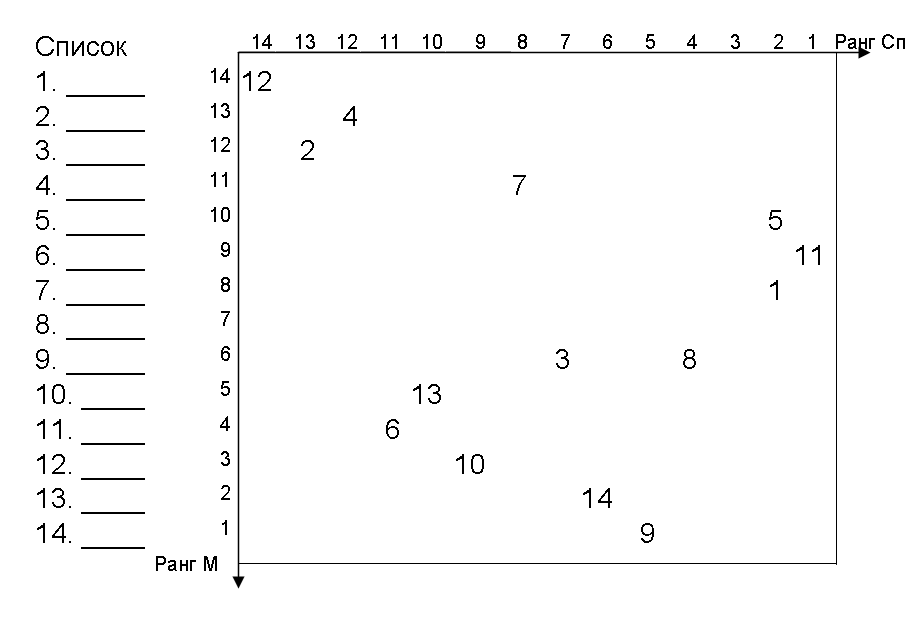 Список
14 13 12 11 10 9 8 7 6 5 4 3 2 1 Ранг Сп
1. ______ 14 12
2. ______ 13 4
3. ______ 12 2
4. ______ 11 7
5. ______ 10 5
6. ______ 9 11
7. ______ 8 1
8. ______ 7
9. ______ 6 3 8
10. _____ 5 13
11. _____ 4 6
12. _____ 3 10
13. _____ 2 14
14. _____ 1 9
Ранг М